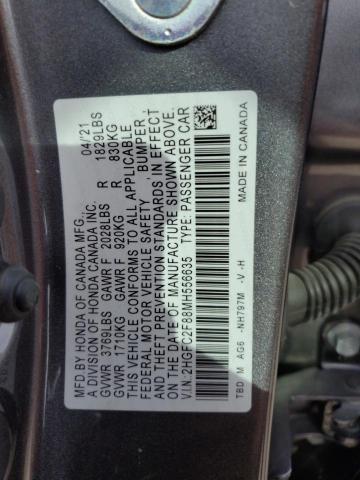 MFD BY HONDA OF CANADA MFG.,
A DIVISION OF HONDA CANADA INC. 04/21
GVWR 3769LBS GAWR F 2028LBS R 1829LBS
GVWR 1710KG GAWR F 920KG R 830KG
THIS VEHICLE CONFORMS TO ALL APPLICABLE
FEDERAL MOTOR VEHICLE SAFETY, BUMPER,
AND THEFT PREVENTION STANDARDS IN EFFECT
ON THE DATE OF MANUFACTURE SHOWN ABOVE.
V.I.N: 2HGFC2F88MH556635 TYPE: PASSENGER CAR
TBD M AG6 -NH797M -V -H
MADE IN CANADA